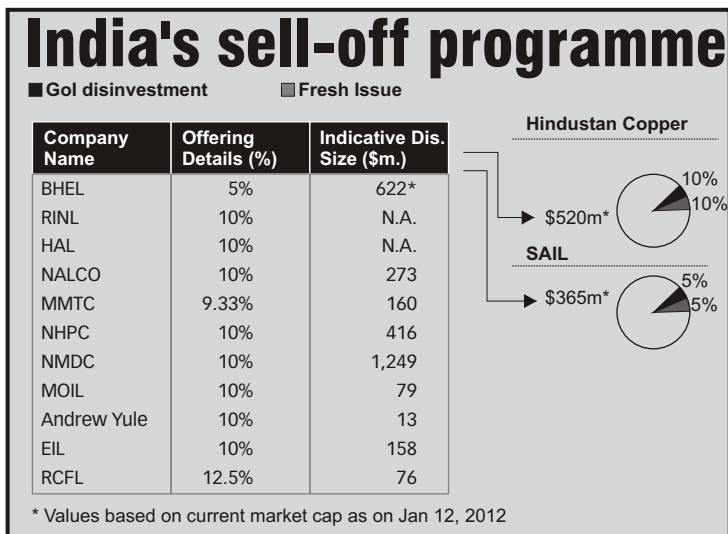 India's sell-off programme
GoI disinvestment Fresh Issue
Company Name Offering Details (%) Indicative Dis. Size ($m.)
BHEL 5% 622*
RINL 10% N.A.
HAL 10% N.A.
NALCO 10% 273
MMTC 9.33% 160
NHPC 10% 416
NMDC 10% 1,249
MOIL 10% 79
Andrew Yule 10% 13
EIL 10% 158
RCFL 12.5% 76
Hindustan Copper
10%
10%
$520m*
SAIL
5%
5%
$365m*
* Values based on current market cap as on Jan 12, 2012